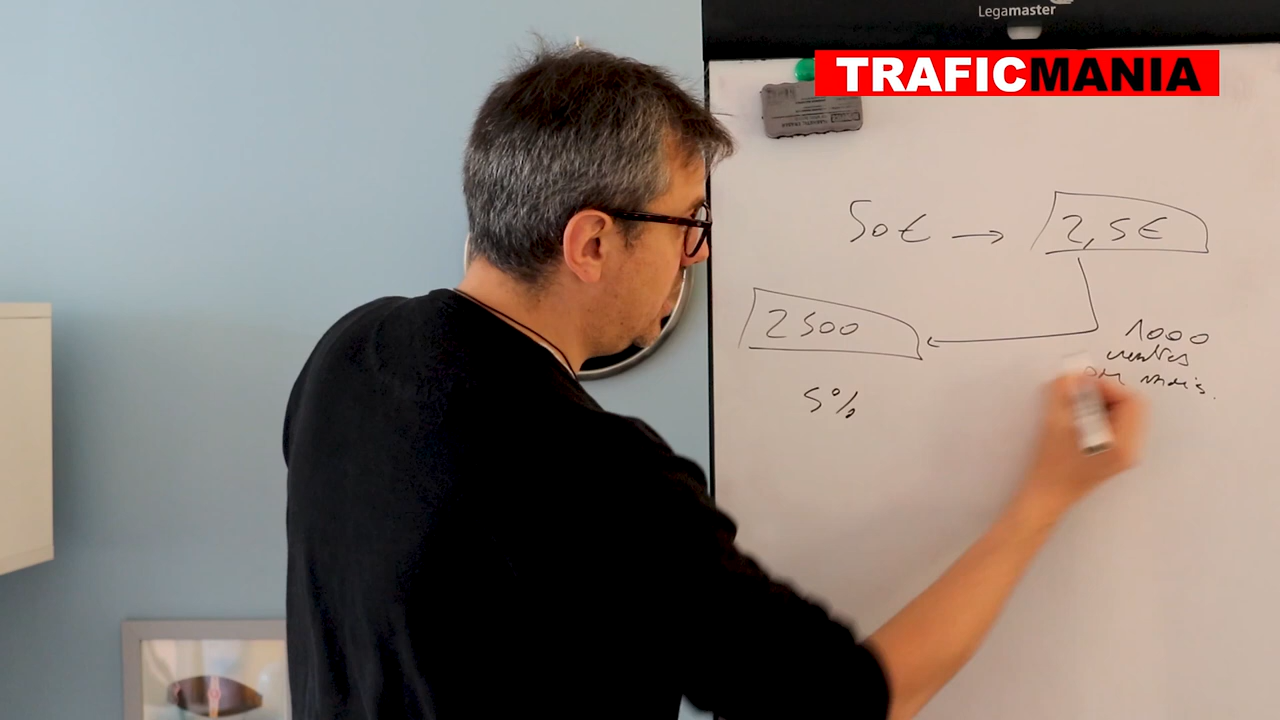 Legamaster
TRAFICMANIA
50€ → 2,5€
2500
1000
ventes
par mois.
5%